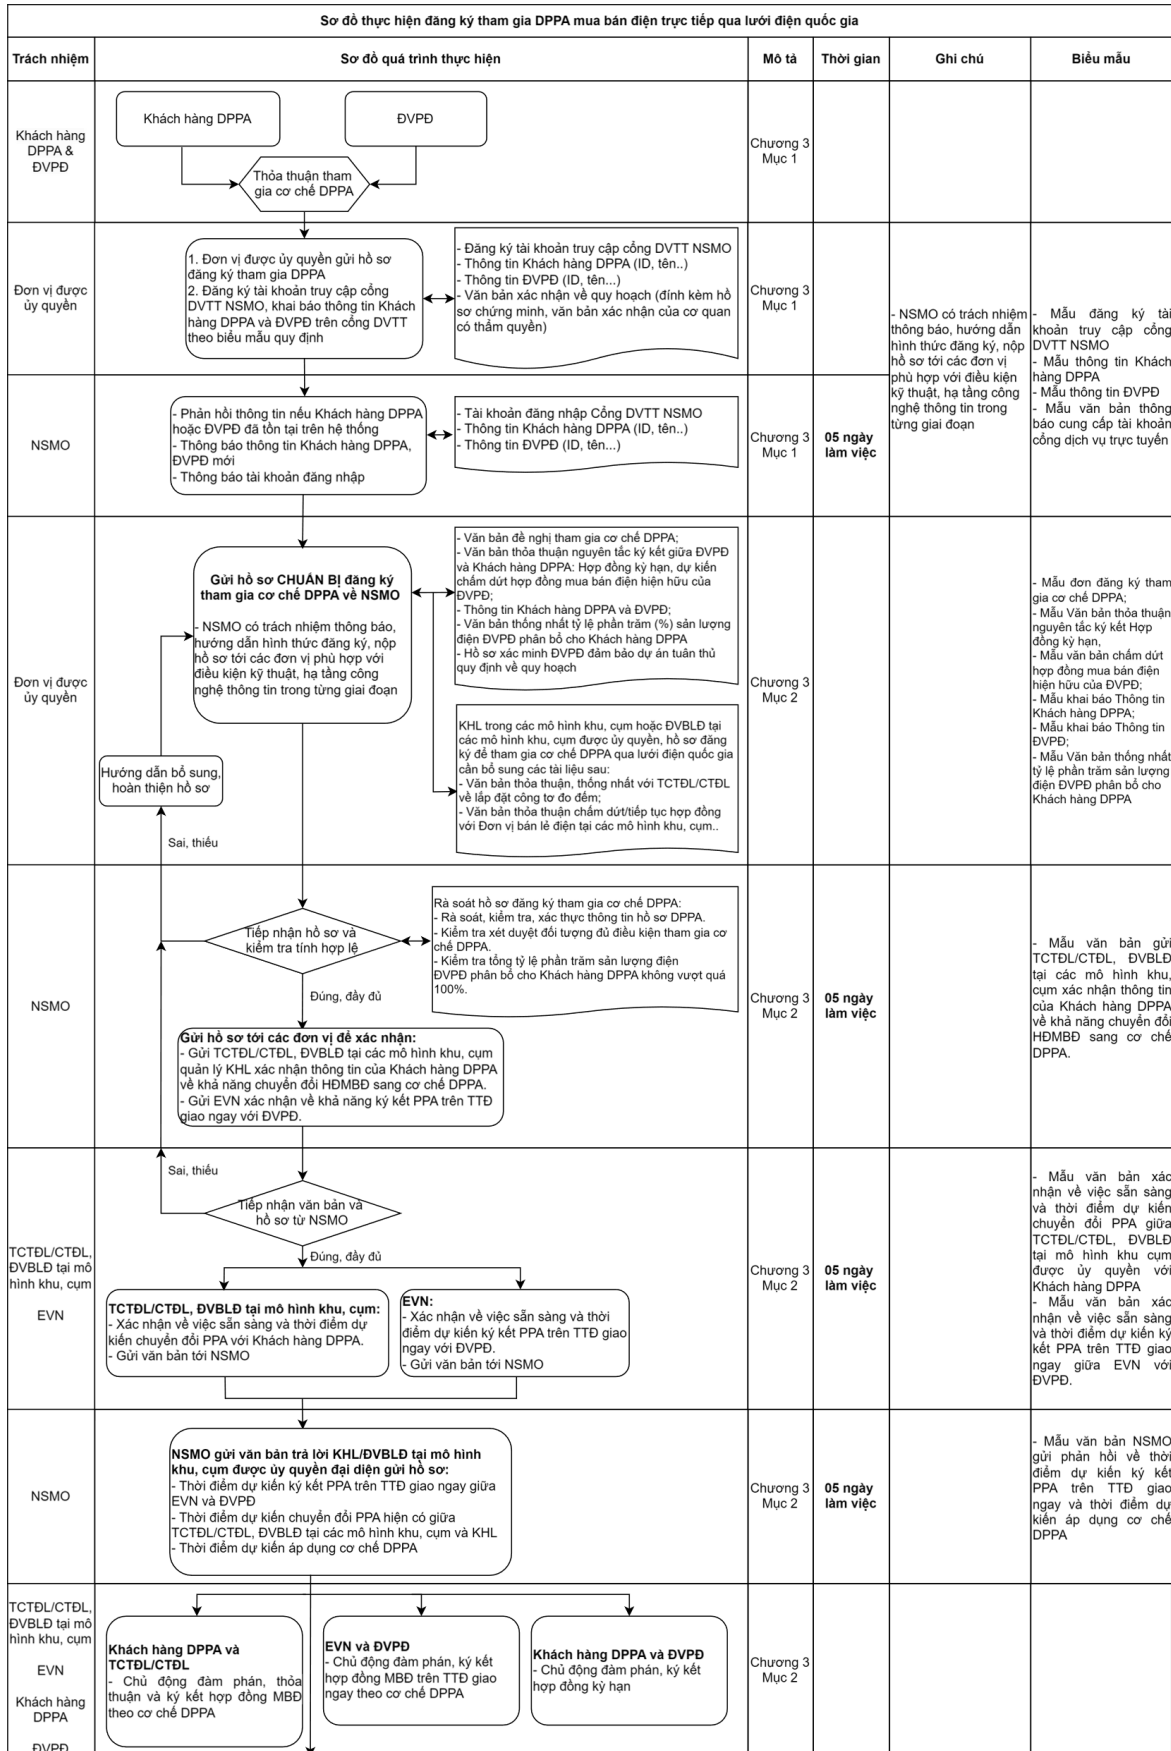 Sơ đồ thực hiện đăng ký tham gia DPPA mua bán điện trực tiếp qua lưới điện quốc gia
Trách nhiệm
Sơ đồ quá trình thực hiện
Mô tả
Thời gian
Ghi chú
Biểu mẫu
Khách hàng
DPPA &
ĐVPĐ
Khách hàng DPPA
ĐVPĐ
Thỏa thuận tham
gia cơ chế DPPA
Chương 3
Mục 1
Đơn vị được
ủy quyền
1. Đơn vị được ủy quyền gửi hồ sơ
đăng ký tham gia DPPA
2. Đăng ký tài khoản truy cập cổng
DVTT NSMO, khai báo thông tin Khách
hàng DPPA và ĐVPĐ trên cổng DVTT
theo biểu mẫu quy định
- Đăng ký tài khoản truy cập cổng DVTT NSMO
- Thông tin Khách hàng DPPA (ID, tên..)
- Thông tin ĐVPĐ (ID, tên...)
- Văn bản xác nhận về quy hoạch (đính kèm hồ
sơ chứng minh, văn bản xác nhận của cơ quan
có thẩm quyền)
Chương 3
Mục 1
- NSMO có trách nhiệm
thông báo, hướng dẫn
hình thức đăng ký, nộp
hồ sơ tới các đơn vị
phù hợp với điều kiện
kỹ thuật, hạ tầng công
nghệ thông tin trong
từng giai đoạn
- Mẫu đăng ký tài
khoản truy cập cổng
DVTT NSMO
- Mẫu thông tin Khách
hàng DPPA
- Mẫu thông tin ĐVPĐ
- Mẫu văn bản thông
báo cung cấp tài khoản
cổng dịch vụ trực tuyến
NSMO
- Phản hồi thông tin nếu Khách hàng DPPA
hoặc ĐVPĐ đã tồn tại trên hệ thống
- Thông báo thông tin Khách hàng DPPA,
ĐVPĐ mới
- Thông báo tài khoản đăng nhập
- Tài khoản đăng nhập Cổng DVTT NSMO
- Thông tin Khách hàng DPPA (ID, tên..)
- Thông tin ĐVPĐ (ID, tên...)
Chương 3
Mục 1
05 ngày
làm việc
Đơn vị được
ủy quyền
Gửi hồ sơ CHUẨN BỊ đăng ký
tham gia cơ chế DPPA về NSMO
- NSMO có trách nhiệm thông báo,
hướng dẫn hình thức đăng ký, nộp
hồ sơ tới các đơn vị phù hợp với
điều kiện kỹ thuật, hạ tầng công
nghệ thông tin trong từng giai đoạn
- Văn bản đề nghị tham gia cơ chế DPPA;
- Văn bản thỏa thuận nguyên tắc ký kết giữa ĐVPĐ
và Khách hàng DPPA: Hợp đồng kỳ hạn, dự kiến
chấm dứt hợp đồng mua bán điện hiện hữu của
ĐVPĐ;
- Thông tin Khách hàng DPPA và ĐVPĐ;
- Văn bản thống nhất tỷ lệ phần trăm (%) sản lượng
điện ĐVPĐ phân bổ cho Khách hàng DPPA
- Hồ sơ xác minh ĐVPĐ đảm bảo dự án tuân thủ
quy định về quy hoạch
KHL trong các mô hình khu, cụm hoặc ĐVBLĐ tại
các mô hình khu, cụm được ủy quyền, hồ sơ đăng
ký để tham gia cơ chế DPPA qua lưới điện quốc gia
cần bổ sung các tài liệu sau:
- Văn bản thỏa thuận, thống nhất với TCTĐL/CTĐL
về lắp đặt công tơ đo đếm;
- Văn bản thỏa thuận chấm dứt/tiếp tục hợp đồng
với Đơn vị bán lẻ điện tại các mô hình khu, cụm..
Hướng dẫn bổ sung,
hoàn thiện hồ sơ
Sai, thiếu
Chương 3
Mục 2
- Mẫu đơn đăng ký tham
gia cơ chế DPPA;
- Mẫu Văn bản thỏa thuận
nguyên tắc ký kết Hợp
đồng kỳ hạn,
- Mẫu văn bản chấm dứt
hợp đồng mua bán điện
hiện hữu của ĐVPĐ;
- Mẫu khai báo Thông tin
Khách hàng DPPA;
- Mẫu khai báo Thông tin
ĐVPĐ;
- Mẫu Văn bản thống nhất
tỷ lệ phần trăm sản lượng
điện ĐVPĐ phân bổ cho
Khách hàng DPPA
NSMO
Tiếp nhận hồ sơ và
kiểm tra tính hợp lệ
Rà soát hồ sơ đăng ký tham gia cơ chế DPPA:
- Rà soát, kiểm tra, xác thực thông tin hồ sơ DPPA.
- Kiểm tra xét duyệt đối tượng đủ điều kiện tham gia cơ
chế DPPA.
- Kiểm tra tổng tỷ lệ phần trăm sản lượng điện
ĐVPĐ phân bổ cho Khách hàng DPPA không vượt quá
100%.
Đúng, đầy đủ
Gửi hồ sơ tới các đơn vị để xác nhận:
- Gửi TCTĐL/CTĐL, ĐVBLĐ tại các mô hình khu, cụm
quản lý KHL xác nhận thông tin của Khách hàng DPPA
về khả năng chuyển đổi HĐMBĐ sang cơ chế DPPA.
- Gửi EVN xác nhận về khả năng ký kết PPA trên TTĐ
giao ngay với ĐVPĐ.
Chương 3
Mục 2
05 ngày
làm việc
- Mẫu văn bản gửi
TCTĐL/CTĐL, ĐVBLĐ
tại các mô hình khu,
cụm xác nhận thông tin
của Khách hàng DPPA
về khả năng chuyển đổi
HĐMBĐ sang cơ chế
DPPA.
TCTĐL/CTĐL,
ĐVBLĐ tại mô
hình khu, cụm
EVN
Sai, thiếu
Tiếp nhận văn bản và
hồ sơ từ NSMO
Đúng, đầy đủ
TCTĐL/CTĐL, ĐVBLĐ tại mô hình khu, cụm:
- Xác nhận về việc sẵn sàng và thời điểm dự
kiến chuyển đổi PPA với Khách hàng DPPA.
- Gửi văn bản tới NSMO
EVN:
- Xác nhận về việc sẵn sàng và thời
điểm dự kiến ký kết PPA trên TTĐ giao
ngay với ĐVPĐ.
- Gửi văn bản tới NSMO
Chương 3
Mục 2
05 ngày
làm việc
- Mẫu văn bản xác
nhận về việc sẵn sàng
và thời điểm dự kiến
chuyển đổi PPA giữa
TCTĐL/CTĐL, ĐVBLĐ
tại mô hình khu cụm
được ủy quyền với
Khách hàng DPPA
- Mẫu văn bản xác
nhận về việc sẵn sàng
và thời điểm dự kiến ký
kết PPA trên TTĐ giao
ngay giữa EVN với
ĐVPĐ.
NSMO
NSMO gửi văn bản trả lời KHL/ĐVBLĐ tại mô hình
khu, cụm được ủy quyền đại diện gửi hồ sơ:
- Thời điểm dự kiến ký kết PPA trên TTĐ giao ngay giữa
EVN và ĐVPĐ
- Thời điểm dự kiến chuyển đổi PPA hiện có giữa
TCTĐL/CTĐL, ĐVBLĐ tại các mô hình khu, cụm và KHL
- Thời điểm dự kiến áp dụng cơ chế DPPA
Chương 3
Mục 2
05 ngày
làm việc
- Mẫu văn bản NSMO
gửi phản hồi về thời
điểm dự kiến ký kết
PPA trên TTĐ giao
ngay và thời điểm dự
kiến áp dụng cơ chế
DPPA
TCTĐL/CTĐL,
ĐVBLĐ tại mô
hình khu, cụm
EVN
Khách hàng
DPPA
ĐVPĐ
Khách hàng DPPA và
TCTĐL/CTĐL
- Chủ động đàm phán, thỏa
thuận và ký kết hợp đồng MBĐ
theo cơ chế DPPA
EVN và ĐVPĐ
- Chủ động đàm phán, ký kết
hợp đồng MBĐ trên TTĐ giao
ngay theo cơ chế DPPA
Khách hàng DPPA và ĐVPĐ
- Chủ động đàm phán, ký kết
hợp đồng kỳ hạn
Chương 3
Mục 2